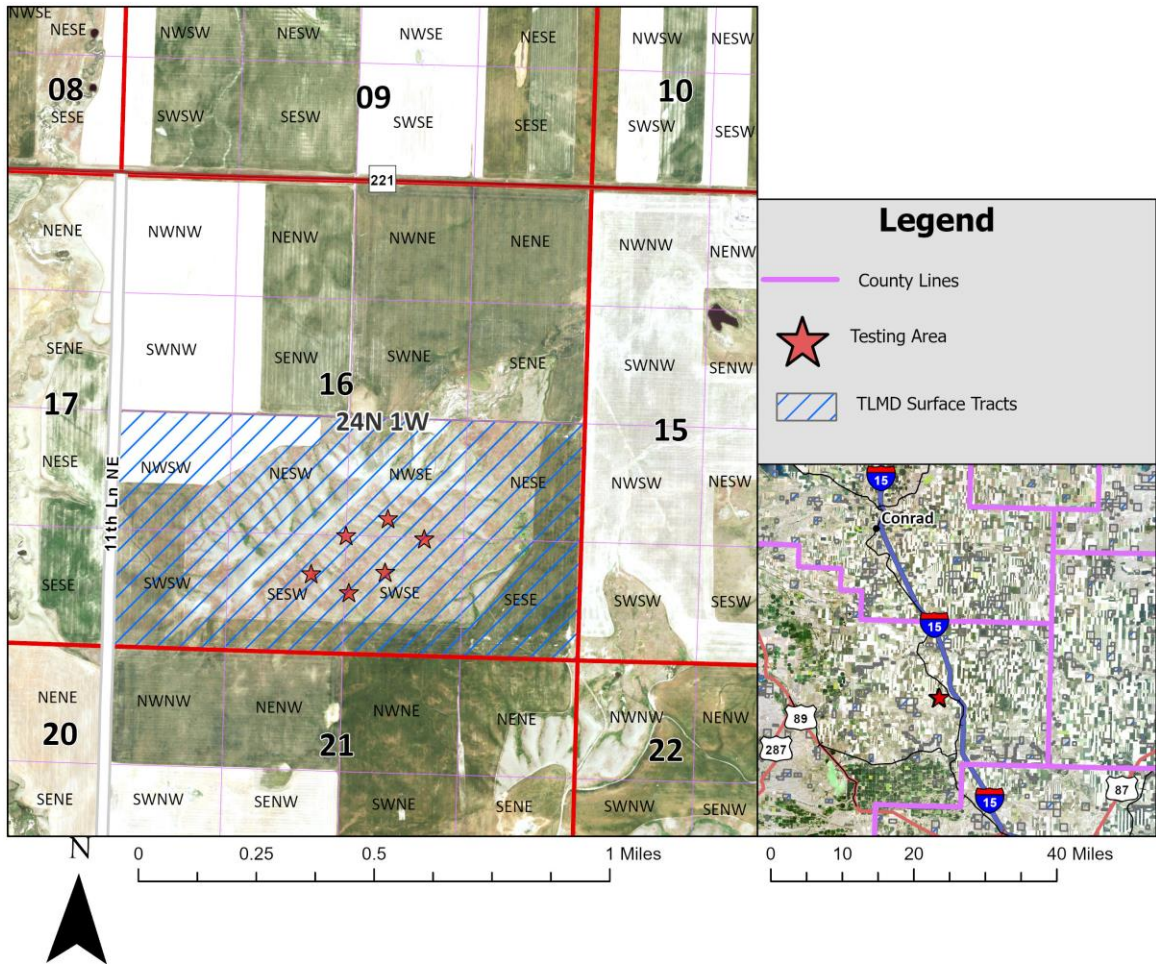 NWSE
NESE
NWSW
NESW
NWSE
NESE
NWSW
NESW
08
09
10
SESE
SWSW
SESW
SWSE
SESE
SWSW
SESW
221
NENE
NWNW
NENW
NWNE
NENE
NWNW
NENW
SENE
SWNW
SENW
SWNE
SENE
SWNW
SENW
16
17
24N 1W
15
NESE
NWSW
NESW
NWSE
NESE
NWSW
NESW
11th Ln NE
SESE
SWSW
SESW
SWSE
SESE
SWSW
SESW
NENE
NWNW
NENW
NWNE
NENE
NWNW
NENW
20
21
22
SENE
SWNW
SENW
SWNE
SENE
SWNW
SENW
Legend
County Lines
Testing Area
TLMD Surface Tracts
15
Conrad
15
89
287
87
15
N
0 0.25 0.5 1 Miles
0 10 20 40 Miles